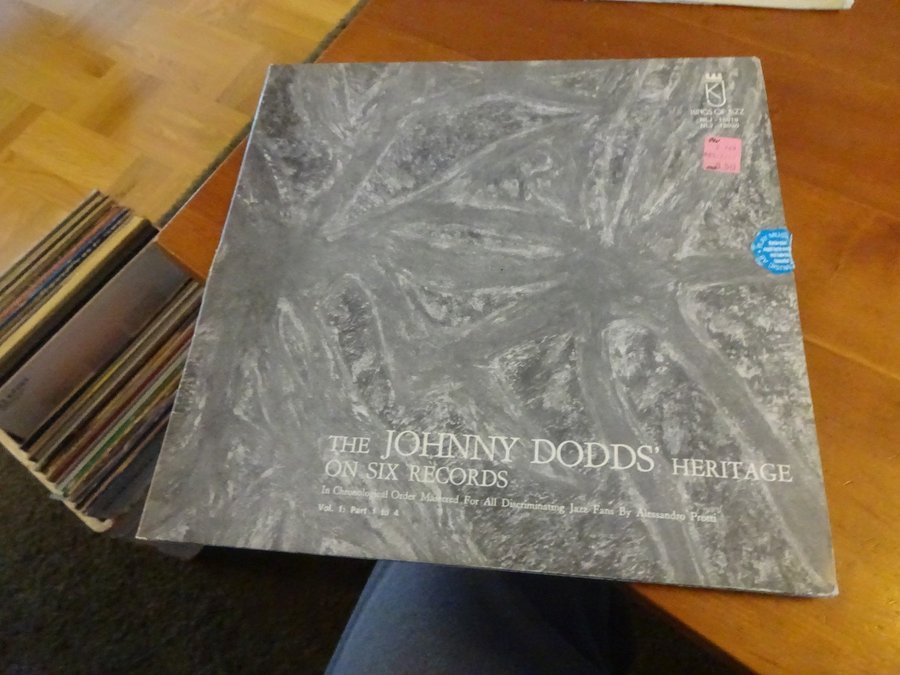 KINGS OF JAZZ
THE JOHNNY DODDS' HERITAGE
ON SIX RECORDS
In Chronological Order Mastered For All Discriminating Jazz Fans By Alessandro Protti
Vol. 1: Part 1 to 4